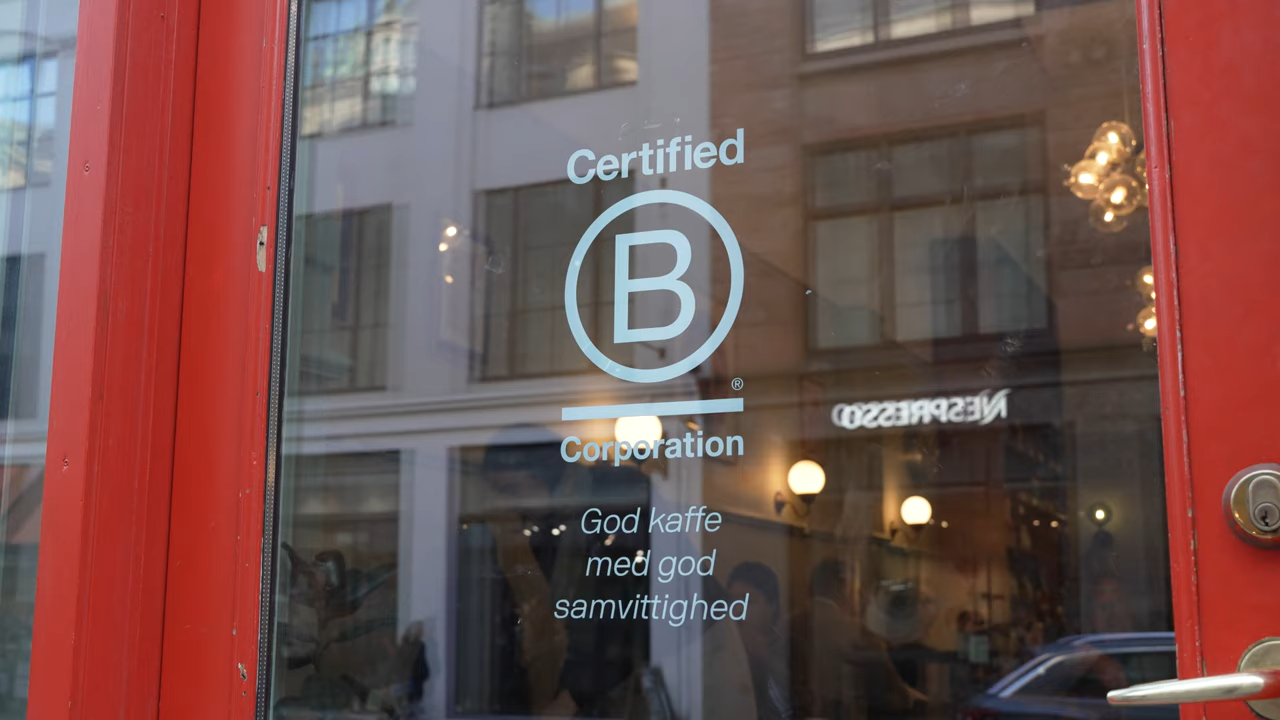 Certified
B
®
Corporation
NESPRESSO
God kaffe
med god
samvittighed